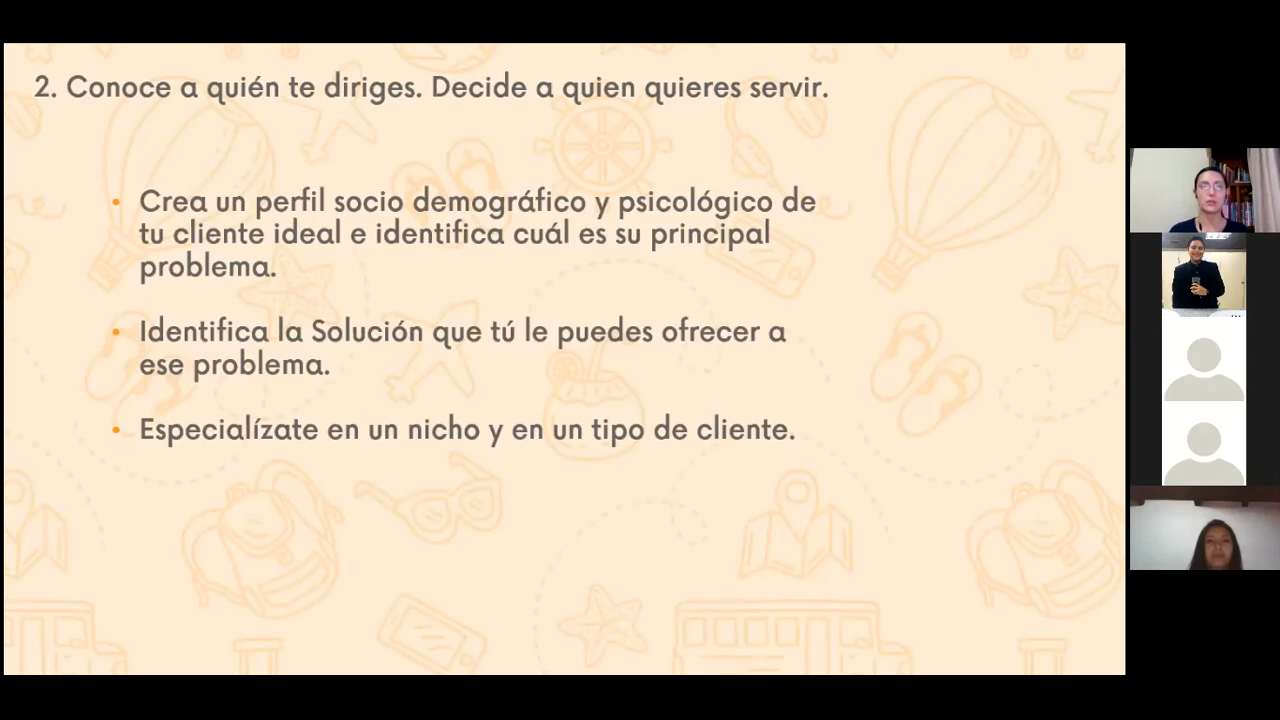 2. Conoce a quién te diriges. Decide a quien quieres servir.
• Crea un perfil socio demográfico y psicológico de
tu cliente ideal e identifica cuál es su principal
problema.
• Identifica la Solución que tú le puedes ofrecer a
ese problema.
• Especialízate en un nicho y en un tipo de cliente.